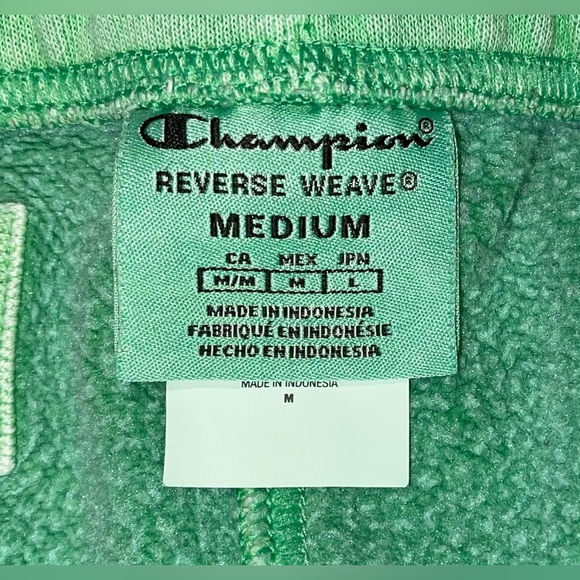 Champion®
REVERSE WEAVE®
MEDIUM
CA MEX JPN
M/M M L
MADE IN INDONESIA
FABRIQUÉ EN INDONÉSIE
HECHO EN INDONESIA
MADE IN INDONESIA
M